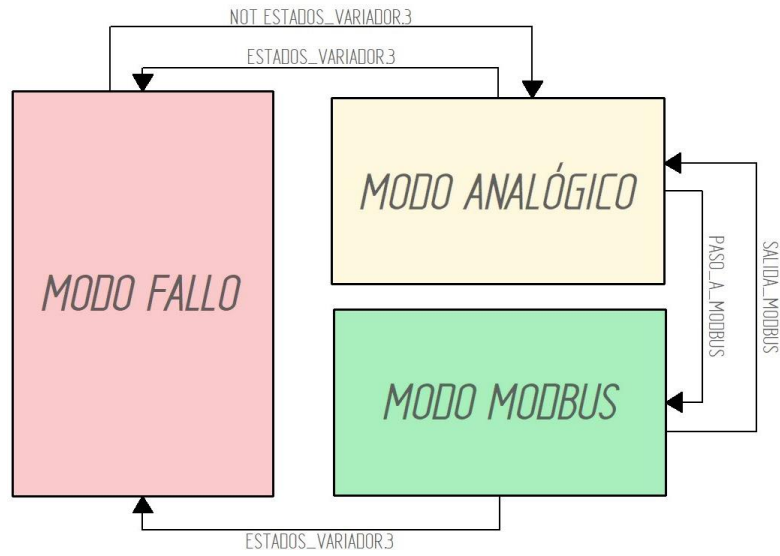 NOT ESTADOS_VARIADOR.3
ESTADOS_VARIADOR.3
MODO ANALÓGICO
MODO FALLO
PASO_A_MODBUS
SALIDA_MODBUS
MODO MODBUS
ESTADOS_VARIADOR.3